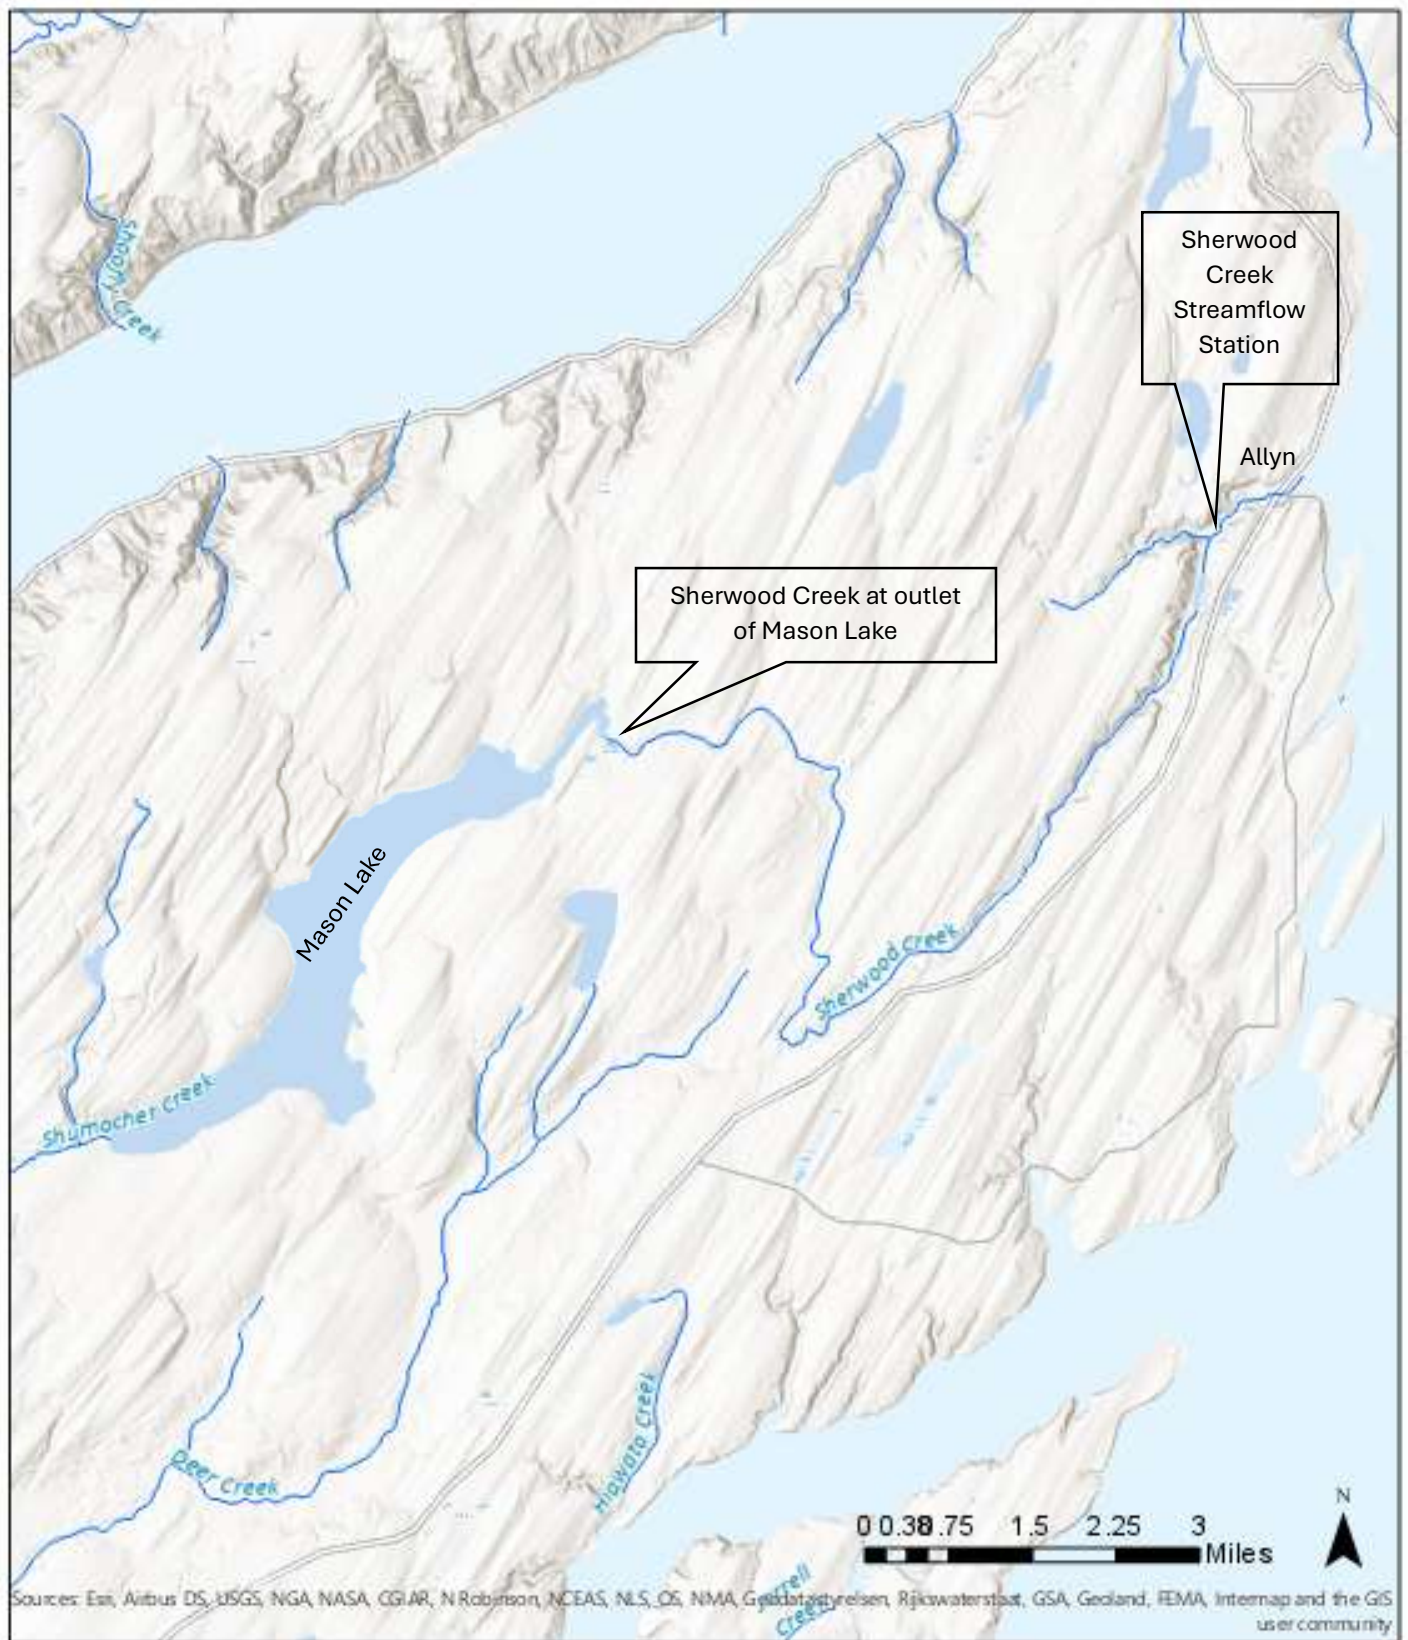 Sherwood
Creek
Streamflow
Station
Shoofly Creek
Allyn
Sherwood Creek at outlet
of Mason Lake
Mason Lake
Sherwood Creek
Shumocher Creek
Hiawata Creek
Deer Creek
N
0 0.38 0.75 1.5 2.25 3
Miles
Creek
Sources: Esri, Airbus DS, USGS, NGA, NASA, CGIAR, N Robinson, NCEAS, NLS, OS, NMA, Geodatastyrelsen, Rijkswaterstaat, GSA, Geoland, FEMA, Intermap and the GIS
user community